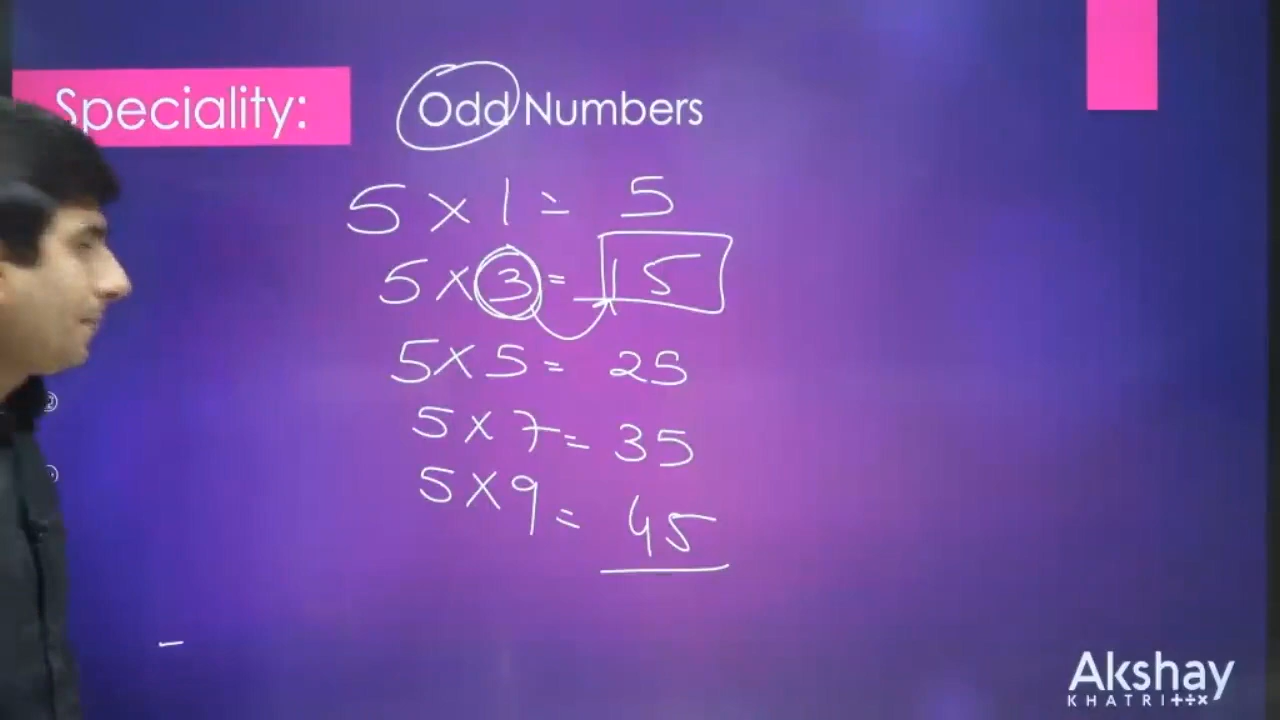 Speciality:
Odd Numbers
5 × 1 = 5
5 × 3 = 15
5 × 5 = 25
5 × 7 = 35
5 × 9 = 45
Akshay
KHATRI+÷×